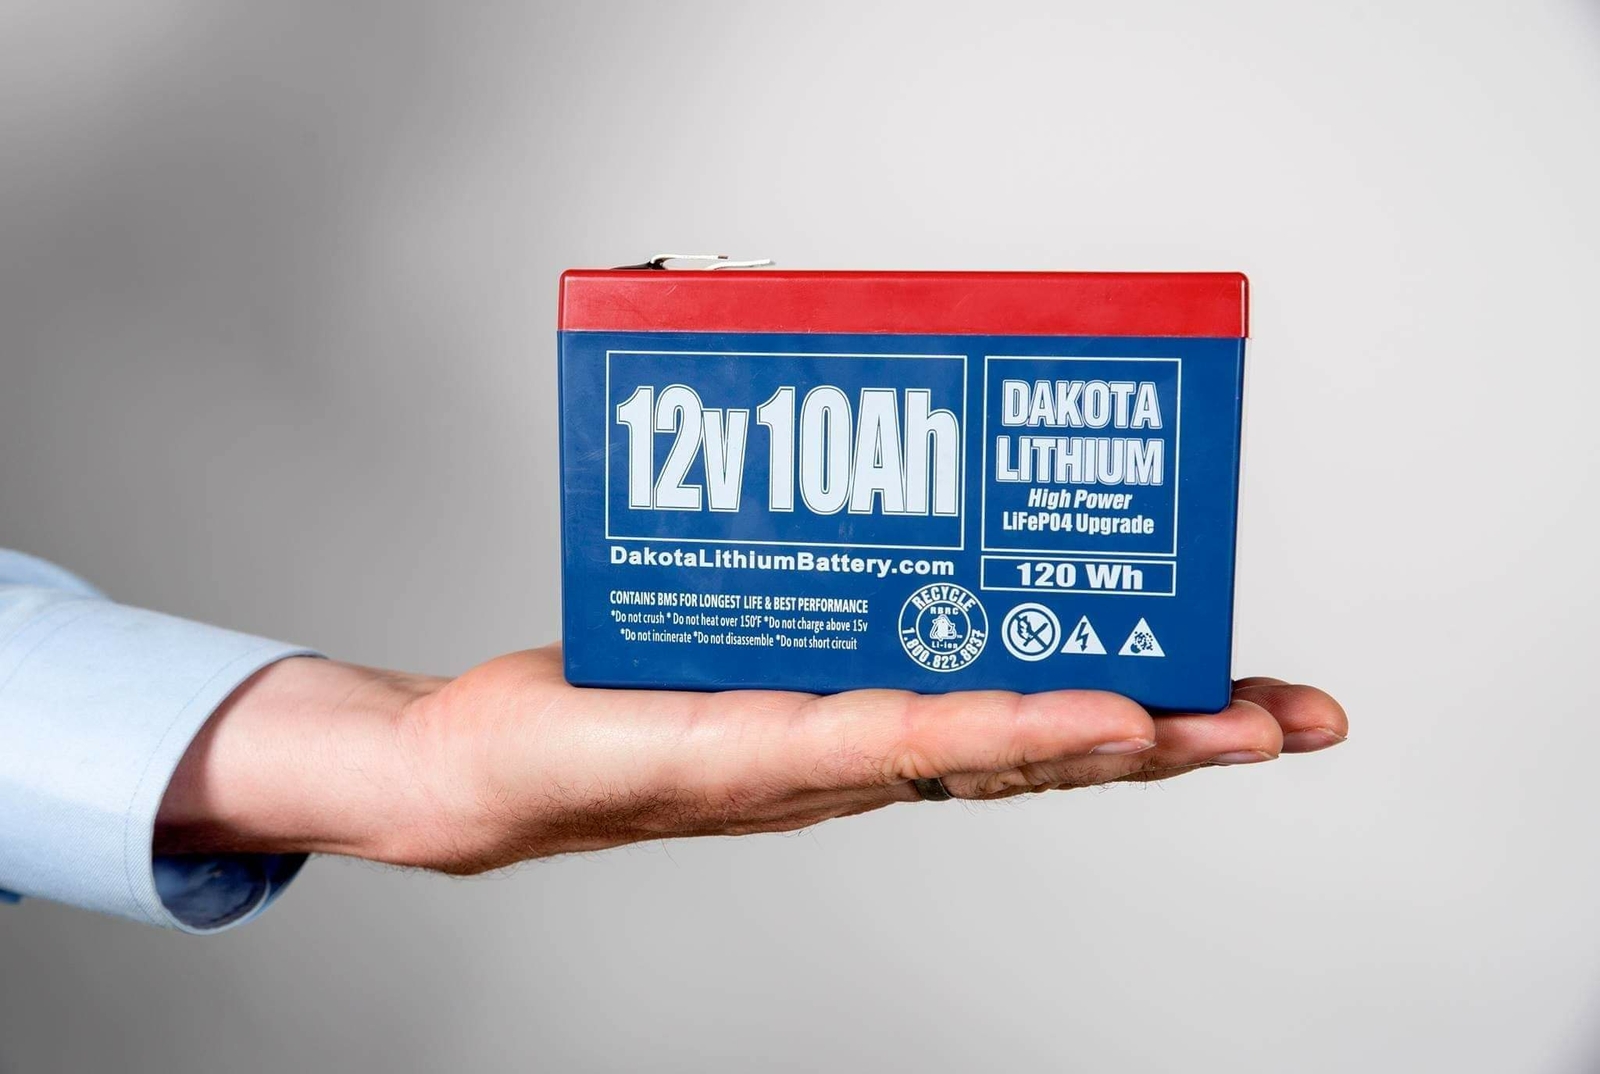 12v 10Ah
DakotaLithiumBattery.com
CONTAINS BMS FOR LONGEST LIFE & BEST PERFORMANCE
*Do not crush * Do not heat over 150°F *Do not charge above 15v
*Do not incinerate *Do not disassemble *Do not short circuit
DAKOTA
LITHIUM
High Power
LiFePO4 Upgrade
120 Wh
RECYCLE
RBRC
Li-Ion
1.800.822.8837